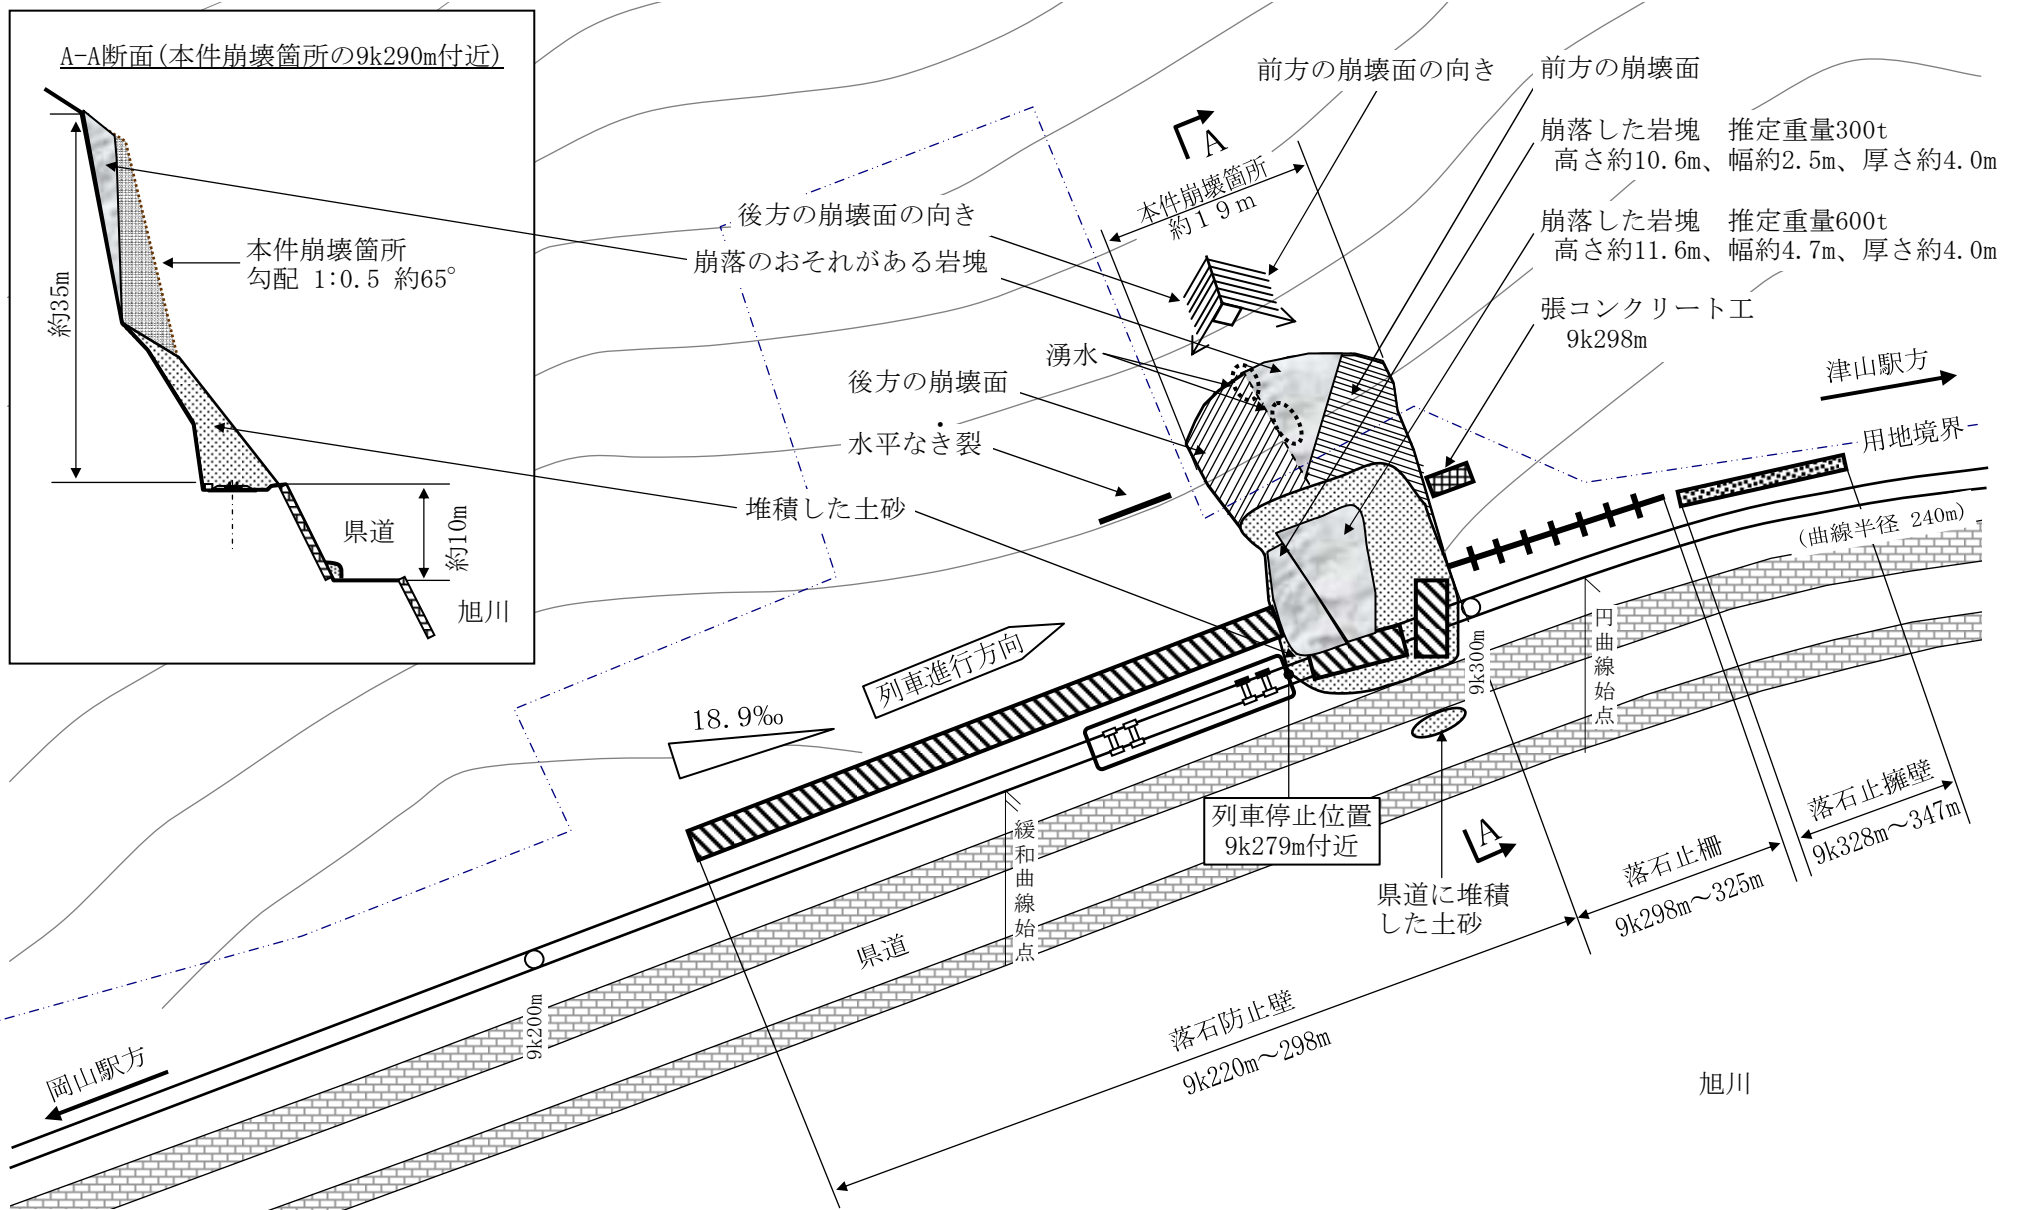 A-A断面(本件崩壊箇所の9k290m付近)
約35m
本件崩壊箇所
勾配 1:0.5 約65°
県道
約10m
旭川
前方の崩壊面の向き
前方の崩壊面
崩落した岩塊　推定重量300t
高さ約10.6m、幅約2.5m、厚さ約4.0m
崩落した岩塊　推定重量600t
高さ約11.6m、幅約4.7m、厚さ約4.0m
張コンクリート工
9k298m
A
本件崩壊箇所
約19m
後方の崩壊面の向き
崩落のおそれがある岩塊
湧水
後方の崩壊面
水平なき裂
堆積した土砂
津山駅方
用地境界
(曲線半径 240m)
列車進行方向
18.9‰
9k300m
円曲線始点
緩和曲線始点
列車停止位置
9k279m付近
県道に堆積
した土砂
A
落石止擁壁
9k328m～347m
落石止柵
9k298m～325m
落石防止壁
9k220m～298m
県道
9k200m
岡山駅方
旭川